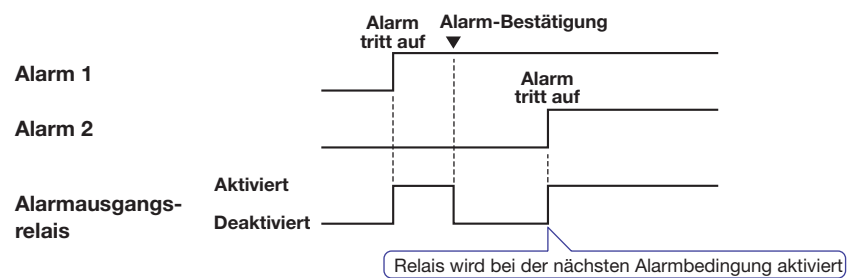 Alarm
tritt auf
Alarm-Bestätigung
Alarm 1
Alarm
tritt auf
Alarm 2
Aktiviert
Alarmausgangs-
relais
Deaktiviert
Relais wird bei der nächsten Alarmbedingung aktiviert